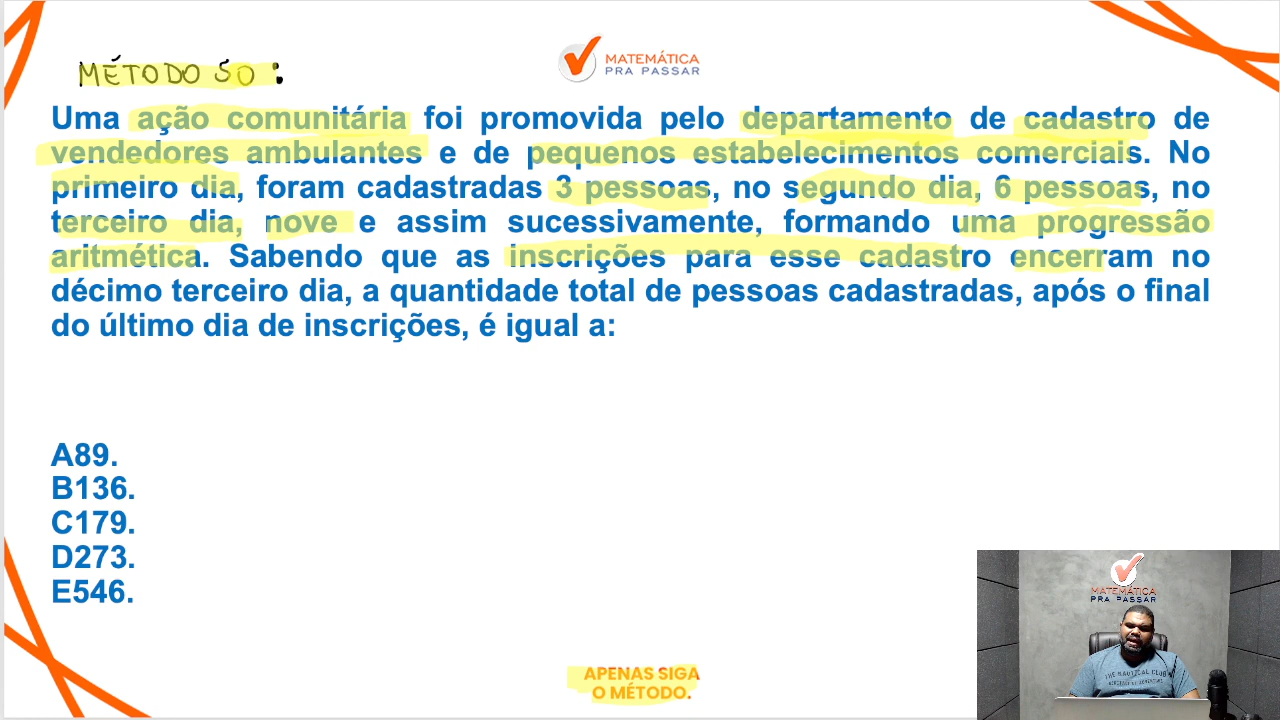 MÉTODO 50 :
MATEMÁTICA
PRA PASSAR
Uma ação comunitária foi promovida pelo departamento de cadastro de
vendedores ambulantes e de pequenos estabelecimentos comerciais. No
primeiro dia, foram cadastradas 3 pessoas, no segundo dia, 6 pessoas, no
terceiro dia, nove e assim sucessivamente, formando uma progressão
aritmética. Sabendo que as inscrições para esse cadastro encerram no
décimo terceiro dia, a quantidade total de pessoas cadastradas, após o final
do último dia de inscrições, é igual a:
A89.
B136.
C179.
D273.
E546.
MATEMÁTICA
PRA PASSAR
THE NAUTICAL CLUB
APENAS SIGA
O MÉTODO.